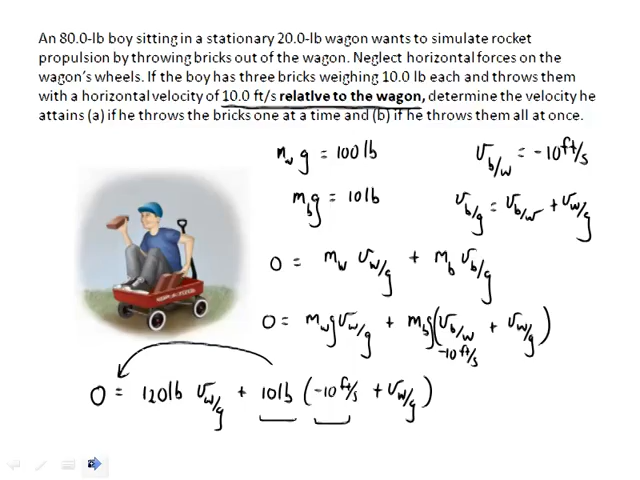 An 80.0-lb boy sitting in a stationary 20.0-lb wagon wants to simulate rocket
propulsion by throwing bricks out of the wagon. Neglect horizontal forces on the
wagon's wheels. If the boy has three bricks weighing 10.0 lb each and throws them
with a horizontal velocity of 10.0 ft/s relative to the wagon, determine the velocity he
attains (a) if he throws the bricks one at a time and (b) if he throws them all at once.
m_w g = 100 lb
v_b/w = -10 ft/s
m_b g = 10 lb
v_b/g = v_b/w + v_w/g
0 = m_w v_w/g + m_b v_b/g
0 = m_w g v_w/g + m_b g (v_b/w + v_w/g)
-10 ft/s
0 = 120 lb v_w/g + 10 lb (-10 ft/s + v_w/g)